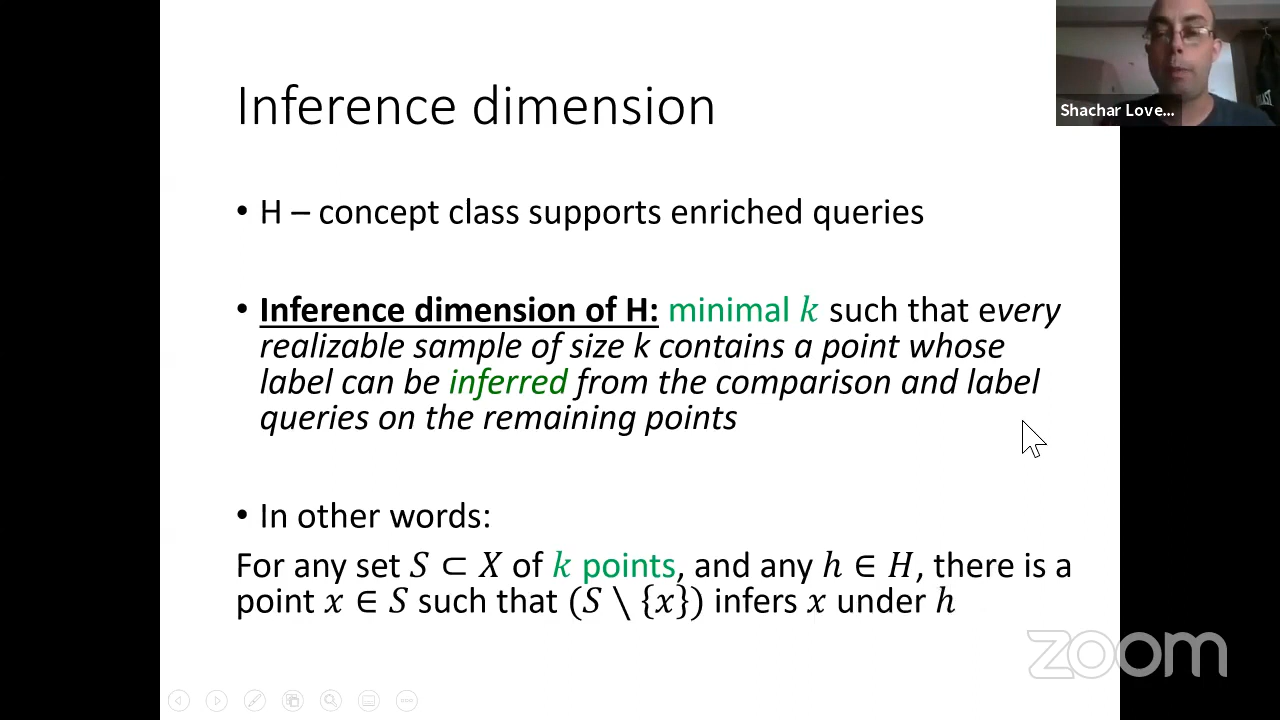 Inference dimension
Shachar Love...
• H – concept class supports enriched queries
• Inference dimension of H: minimal k such that every
realizable sample of size k contains a point whose
label can be inferred from the comparison and label
queries on the remaining points
• In other words:
For any set S ⊂ X of k points, and any h ∈ H, there is a
point x ∈ S such that (S \ {x}) infers x under h
zoom